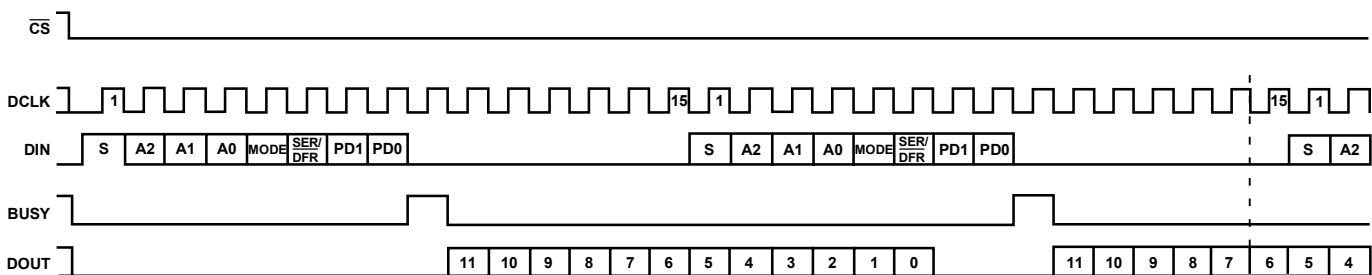 CS
DCLK 1 15 1 15 1
DIN S A2 A1 A0 MODE SER/DFR PD1 PD0 S A2 A1 A0 MODE SER/DFR PD1 PD0 S A2
BUSY
DOUT 11 10 9 8 7 6 5 4 3 2 1 0 11 10 9 8 7 6 5 4